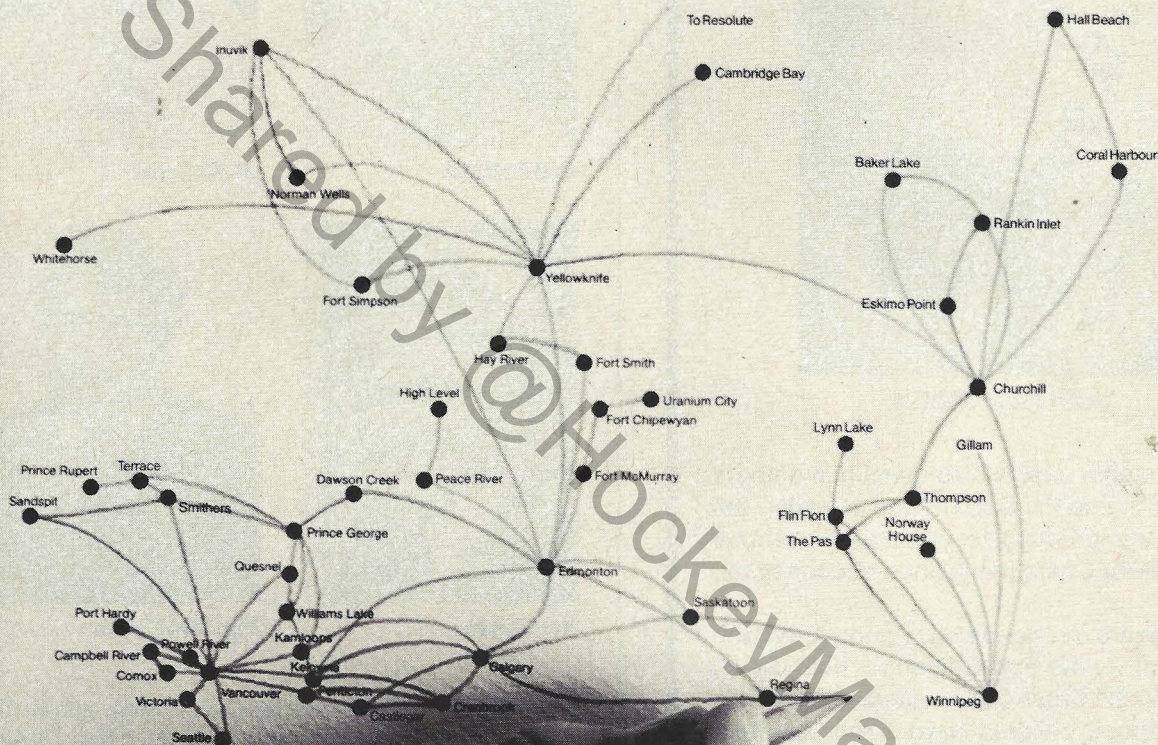 To Resolute
Hall Beach
Inuvik
Cambridge Bay
Baker Lake
Coral Harbour
Norman Wells
Rankin Inlet
Whitehorse
Yellowknife
Fort Simpson
Eskimo Point
Hay River
Fort Smith
High Level
Uranium City
Churchill
Fort Chipewyan
Lynn Lake
Gillam
Prince Rupert
Terrace
Dawson Creek
Peace River
Fort McMurray
Sandspit
Smithers
Thompson
Flin Flon
Norway
House
Prince George
The Pas
Quesnel
Edmonton
Saskatoon
Port Hardy
Williams Lake
Powell River
Kamloops
Campbell River
Kelowna
Calgary
Comox
Vancouver
Penticton
Regina
Victoria
Castlegar
Cranbrook
Winnipeg
Seattle
Shared by @HockeyMa